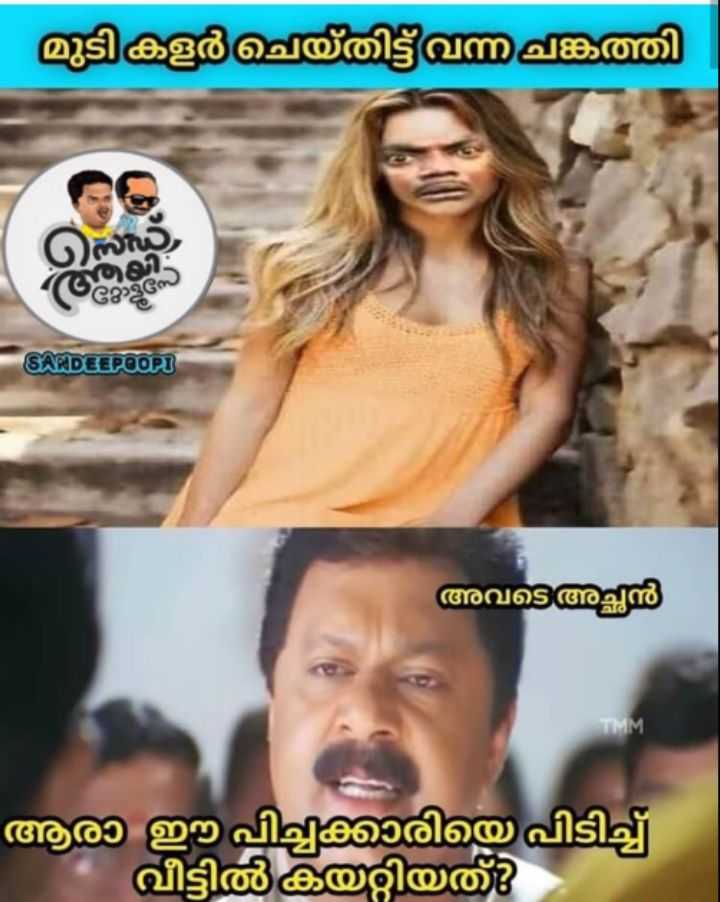 മുടി കളർ ചെയ്തിട്ട് വന്ന ചങ്കത്തി
SANDEEPGOPI
അവടെ അച്ഛൻ
TMM
ആരാ ഈ പിച്ചക്കാരിയെ പിടിച്ച്
വീട്ടിൽ കയറ്റിയത്?